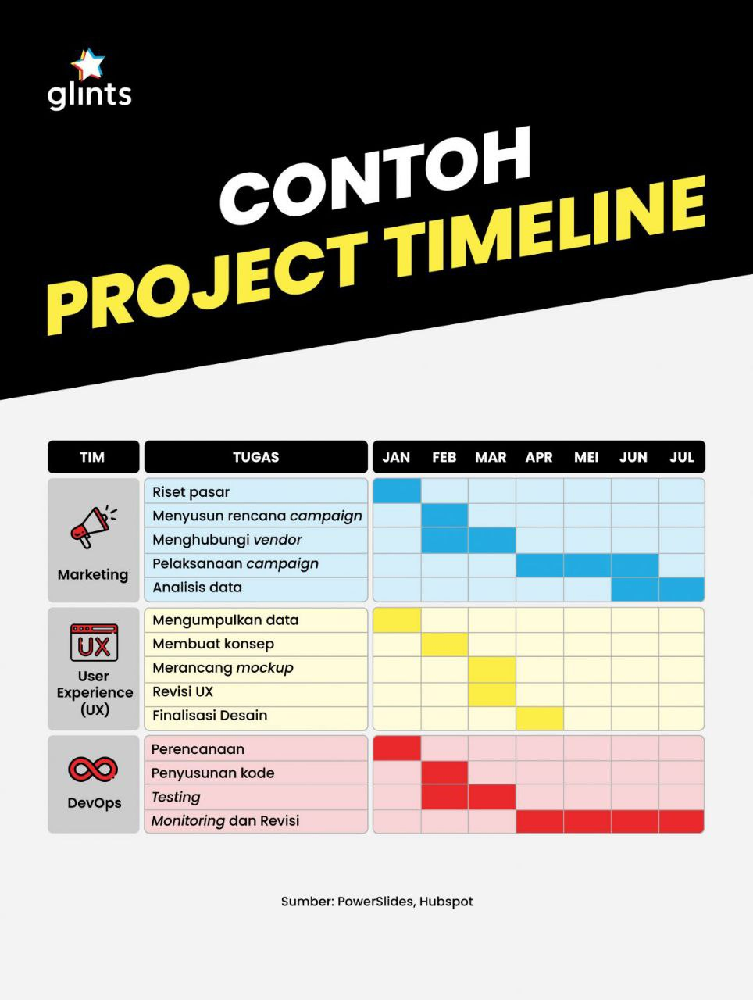 glints
CONTOH
PROJECT TIMELINE
TIM TUGAS JAN FEB MAR APR MEI JUN JUL
Marketing
Riset pasar
Menyusun rencana campaign
Menghubungi vendor
Pelaksanaan campaign
Analisis data
UX
User
Experience
(UX)
Mengumpulkan data
Membuat konsep
Merancang mockup
Revisi UX
Finalisasi Desain
DevOps
Perencanaan
Penyusunan kode
Testing
Monitoring dan Revisi
Sumber: PowerSlides, Hubspot